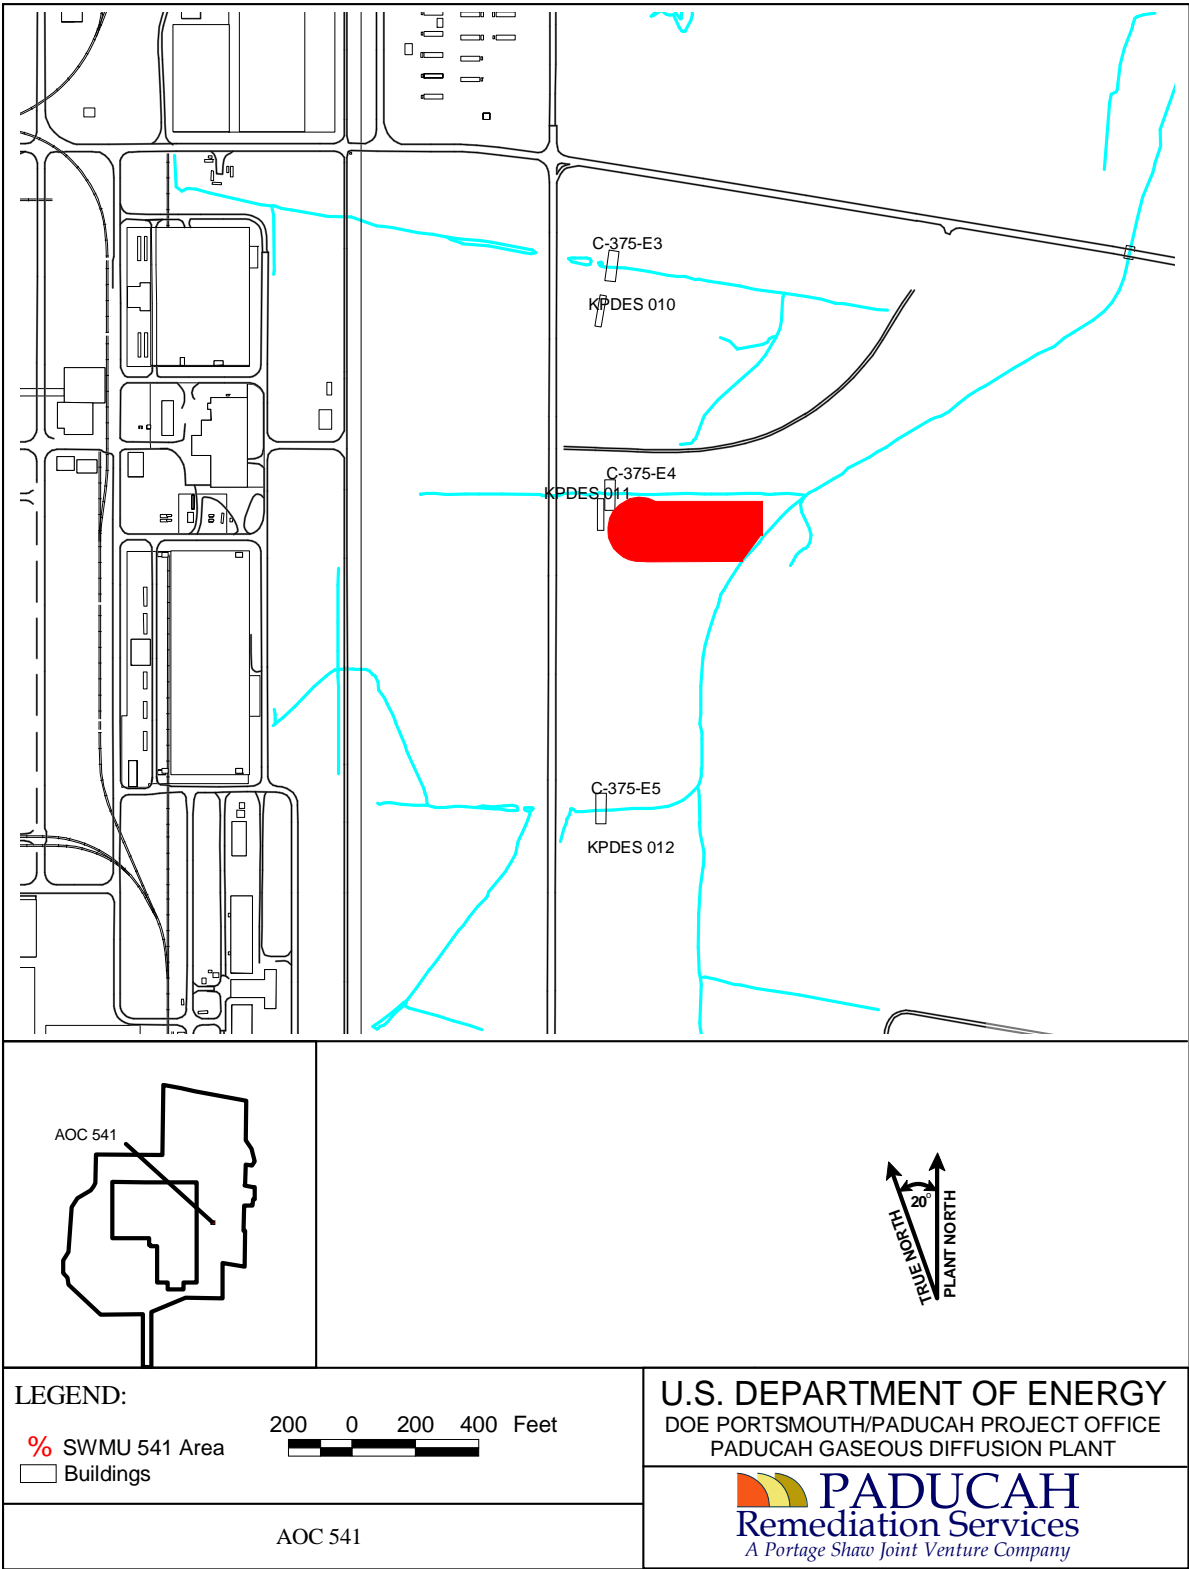 C-375-E3
KPDES 010
C-375-E4
KPDES 011
C-375-E5
KPDES 012
AOC 541
20°
TRUE NORTH
PLANT NORTH
LEGEND:
% SWMU 541 Area
Buildings
200 0 200 400 Feet
AOC 541
U.S. DEPARTMENT OF ENERGY
DOE PORTSMOUTH/PADUCAH PROJECT OFFICE
PADUCAH GASEOUS DIFFUSION PLANT
PADUCAH
Remediation Services
A Portage Shaw Joint Venture Company